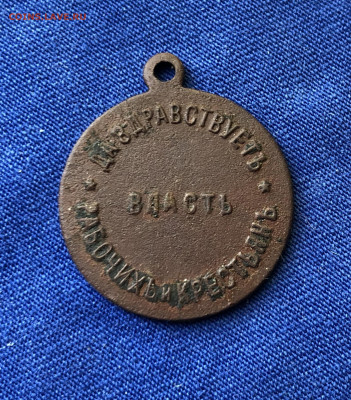 ДА ЗДРАВСТВУЕТЪ
ВЛАСТЬ
РАБОЧИХЪ И КРЕСТЬЯНЪ